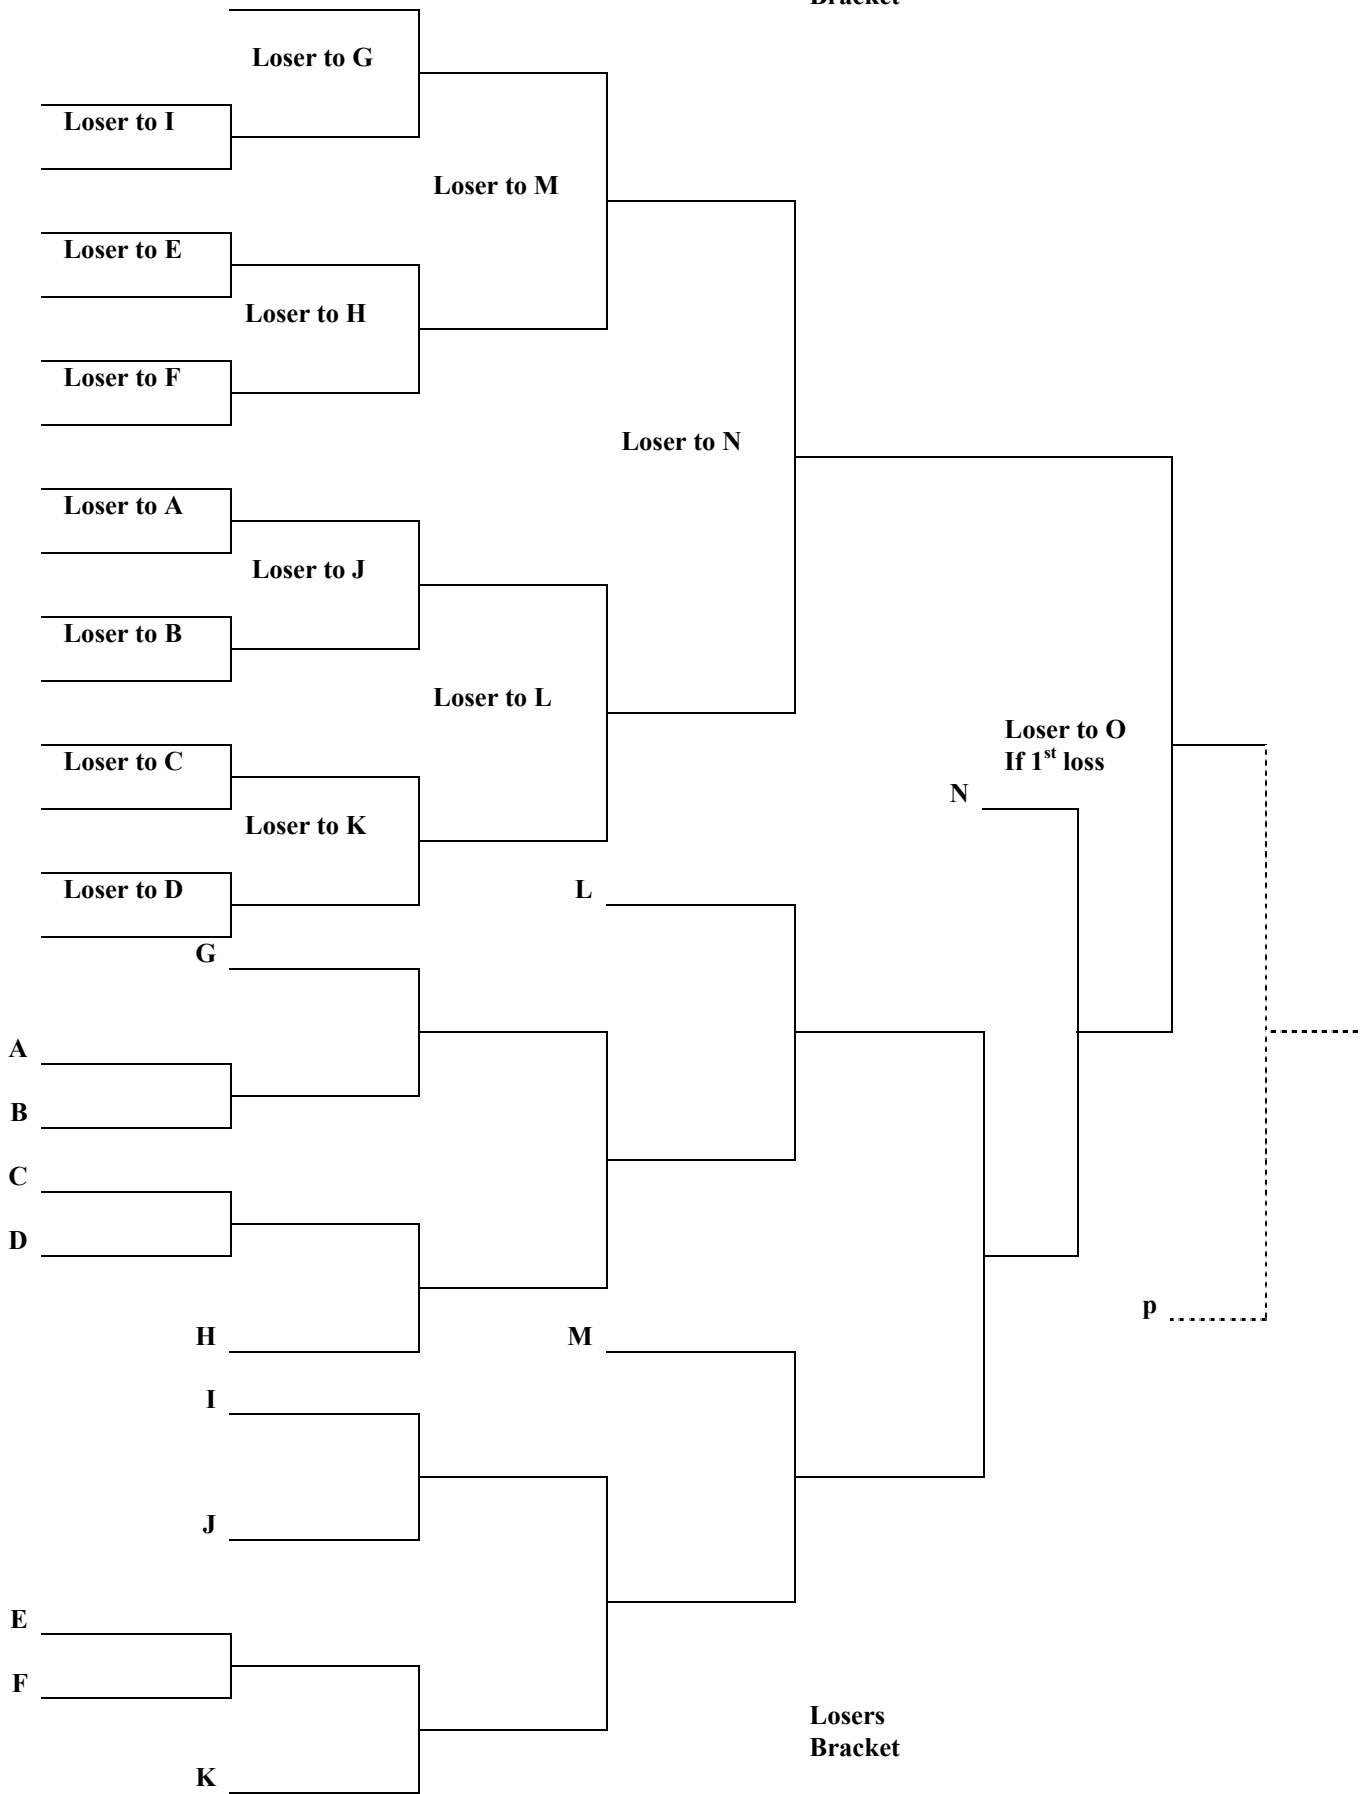 Bracket
Loser to G
Loser to I
Loser to M
Loser to E
Loser to H
Loser to F
Loser to N
Loser to A
Loser to J
Loser to B
Loser to L
Loser to O
If 1st loss
Loser to C
N
Loser to K
Loser to D
L
G
A
B
C
D
p
H
M
I
J
E
F
Losers
Bracket
K